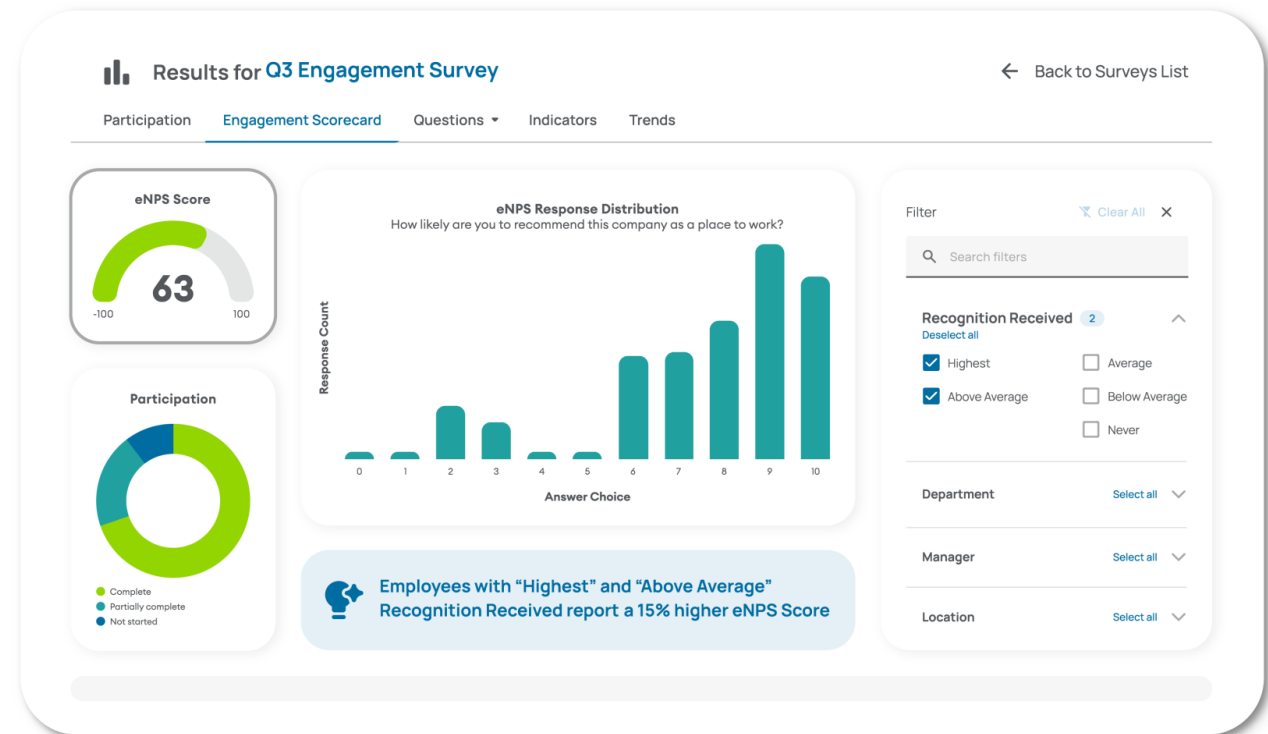 Results for Q3 Engagement Survey
Back to Surveys List
Participation Engagement Scorecard Questions Indicators Trends
eNPS Score
63
-100 100
Participation
Complete
Partially complete
Not started
eNPS Response Distribution
How likely are you to recommend this company as a place to work?
Response Count
0 1 2 3 4 5 6 7 8 9 10
Answer Choice
Employees with “Highest” and “Above Average”
Recognition Received report a 15% higher eNPS Score
Filter Clear All
Search filters
Recognition Received 2
Deselect all
Highest Average
Above Average Below Average
Never
Department Select all
Manager Select all
Location Select all